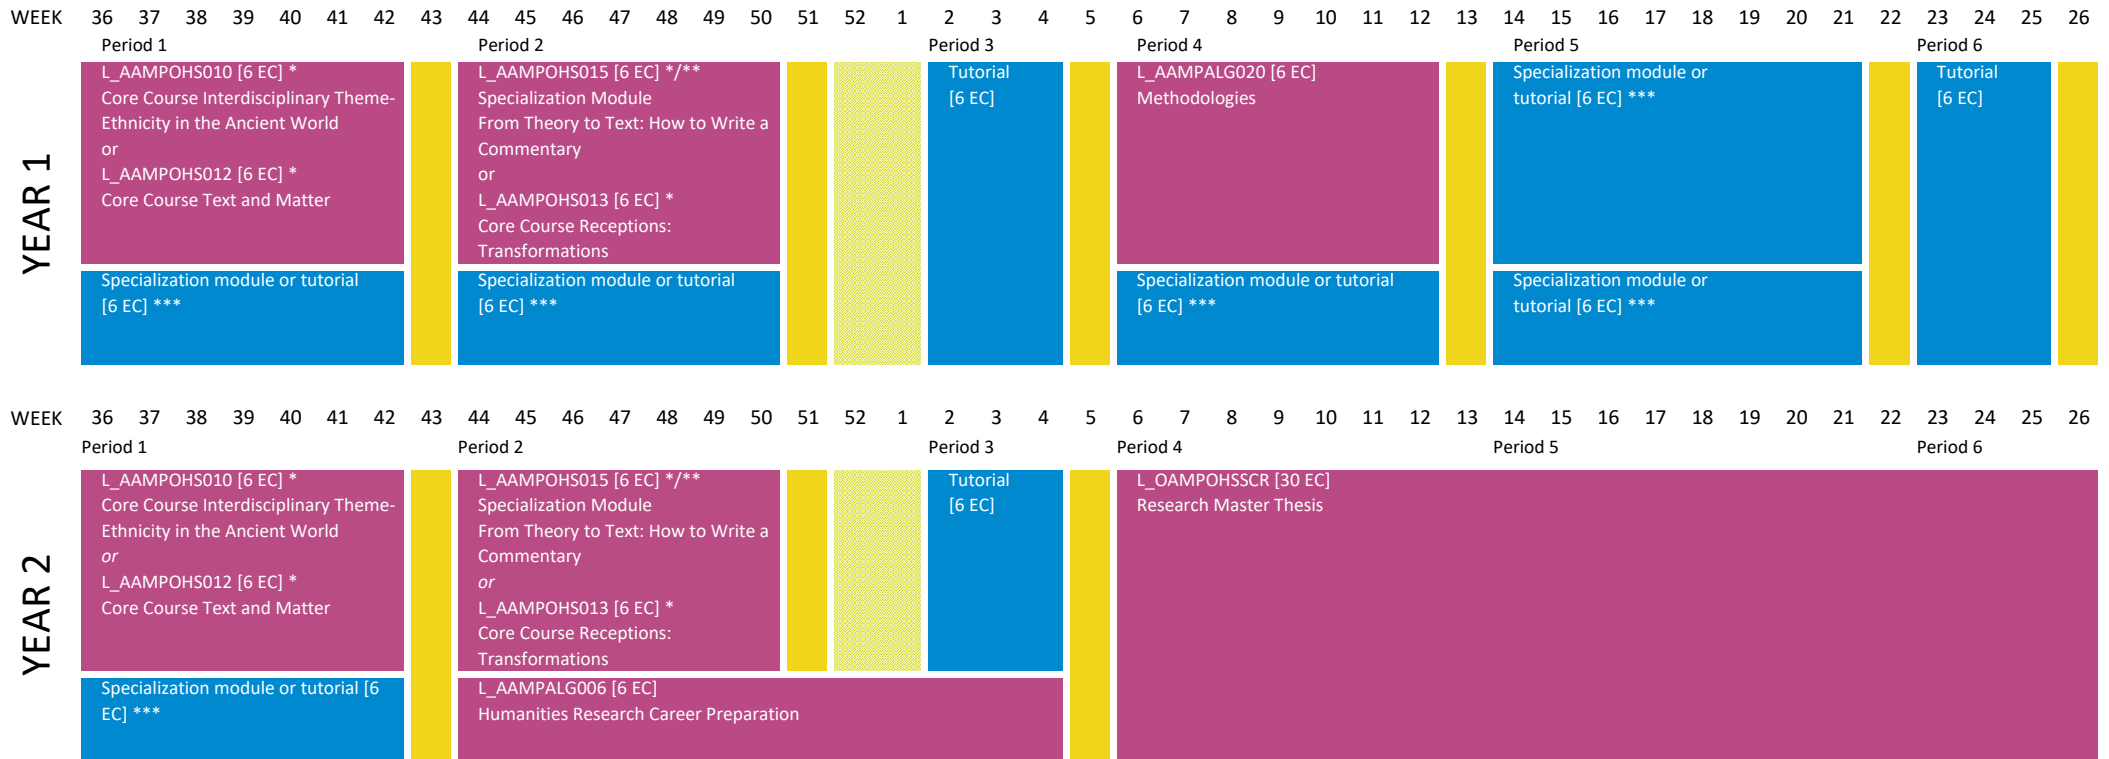 WEEK 36 37 38 39 40 41 42 43 44 45 46 47 48 49 50 51 52 1 2 3 4 5 6 7 8 9 10 11 12 13 14 15 16 17 18 19 20 21 22 23 24 25 26
Period 1 Period 2 Period 3 Period 4 Period 5 Period 6
YEAR 1
L_AAMPOHS010 [6 EC] *
Core Course Interdisciplinary Theme-
Ethnicity in the Ancient World
or
L_AAMPOHS012 [6 EC] *
Core Course Text and Matter
L_AAMPOHS015 [6 EC] */**
Specialization Module
From Theory to Text: How to Write a
Commentary
or
L_AAMPOHS013 [6 EC] *
Core Course Receptions:
Transformations
Tutorial
[6 EC]
L_AAMPALG020 [6 EC]
Methodologies
Specialization module or
tutorial [6 EC] ***
Tutorial
[6 EC]
Specialization module or tutorial
[6 EC] ***
Specialization module or tutorial
[6 EC] ***
Specialization module or tutorial
[6 EC] ***
Specialization module or
tutorial [6 EC] ***
WEEK 36 37 38 39 40 41 42 43 44 45 46 47 48 49 50 51 52 1 2 3 4 5 6 7 8 9 10 11 12 13 14 15 16 17 18 19 20 21 22 23 24 25 26
Period 1 Period 2 Period 3 Period 4 Period 5 Period 6
YEAR 2
L_AAMPOHS010 [6 EC] *
Core Course Interdisciplinary Theme-
Ethnicity in the Ancient World
or
L_AAMPOHS012 [6 EC] *
Core Course Text and Matter
L_AAMPOHS015 [6 EC] */**
Specialization Module
From Theory to Text: How to Write a
Commentary
or
L_AAMPOHS013 [6 EC] *
Core Course Receptions:
Transformations
Tutorial
[6 EC]
L_OAMPOHSSCR [30 EC]
Research Master Thesis
Specialization module or tutorial [6
EC] ***
L_AAMPALG006 [6 EC]
Humanities Research Career Preparation